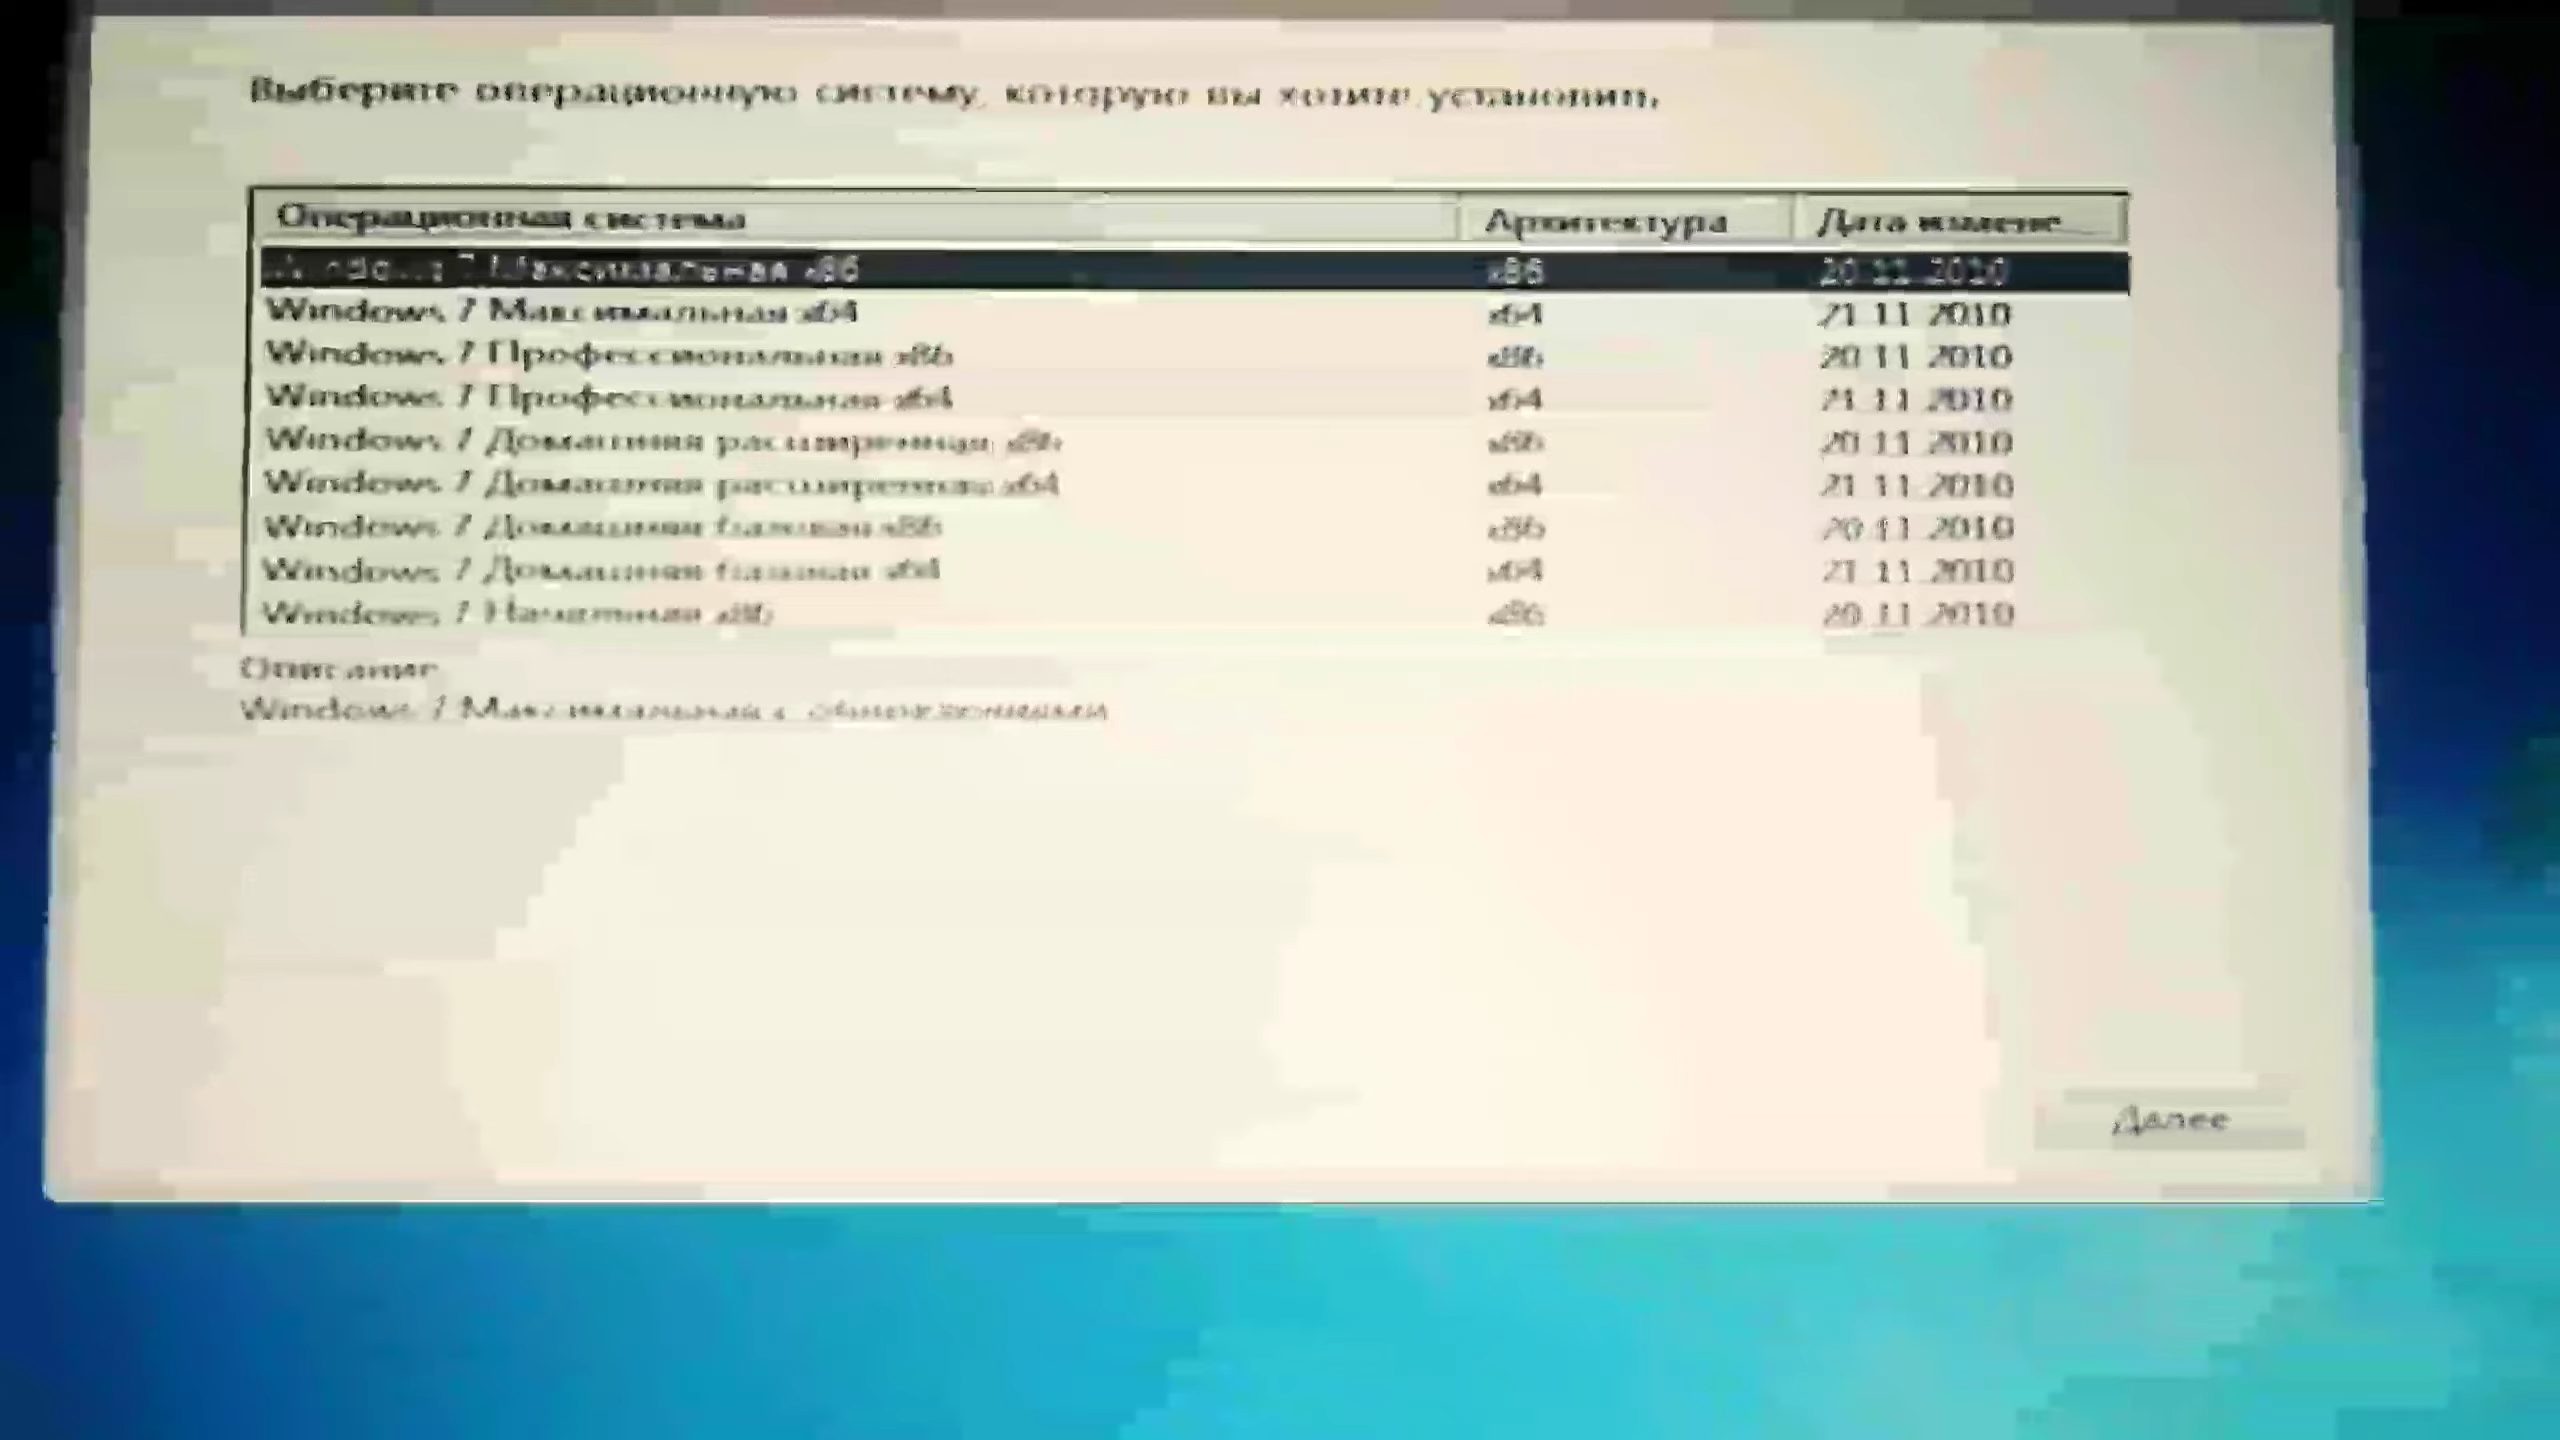 Выберите операционную систему, которую вы хотите установить.
Операционная система Архитектура Дата измене...
Windows 7 Максимальная x86 x86 20.11.2010
Windows 7 Максимальная x64 x64 21.11.2010
Windows 7 Профессиональная x86 x86 20.11.2010
Windows 7 Профессиональная x64 x64 21.11.2010
Windows 7 Домашняя расширенная x86 x86 20.11.2010
Windows 7 Домашняя расширенная x64 x64 21.11.2010
Windows 7 Домашняя базовая x86 x86 20.11.2010
Windows 7 Домашняя базовая x64 x64 21.11.2010
Windows 7 Начальная x86 x86 20.11.2010
Описание
Windows 7 Максимальная с обновлениями
Далее